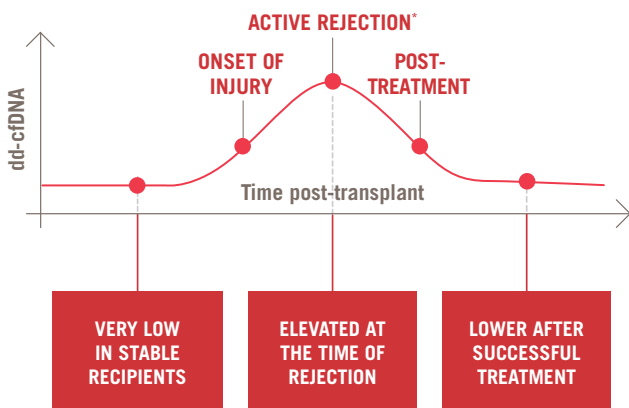 ACTIVE REJECTION*
ONSET OF
INJURY
POST-
TREATMENT
dd-cfDNA
Time post-transplant
VERY LOW
IN STABLE
RECIPIENTS
ELEVATED AT
THE TIME OF
REJECTION
LOWER AFTER
SUCCESSFUL
TREATMENT